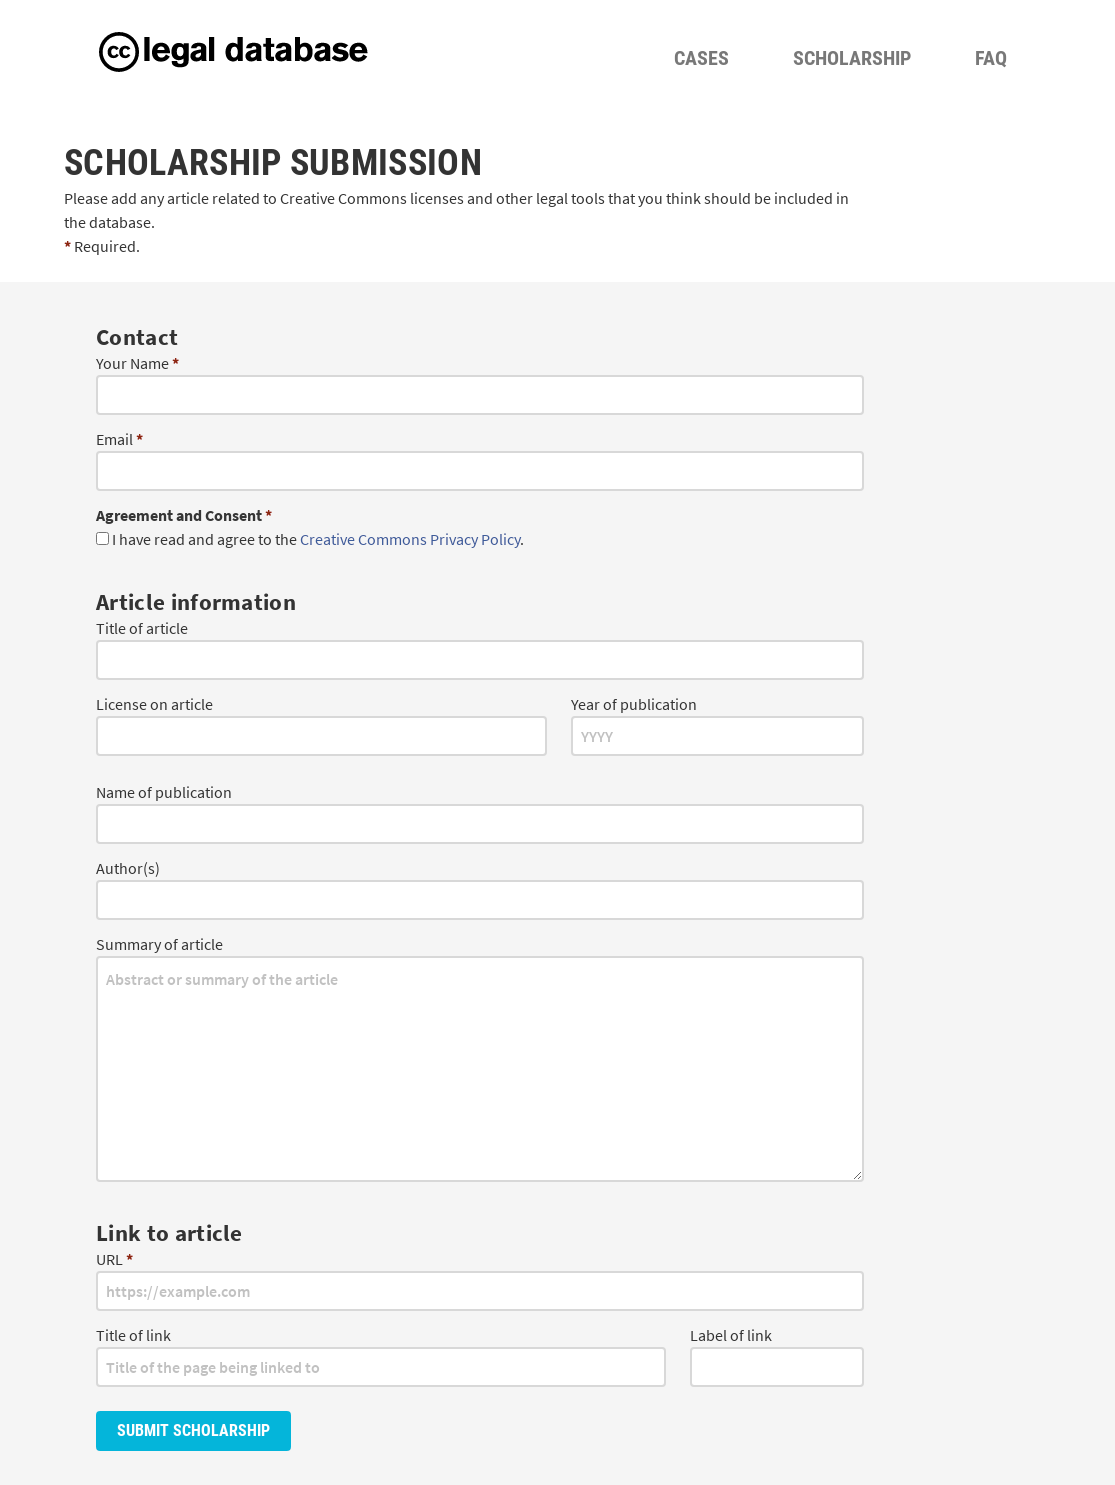 cc legal database
CASES SCHOLARSHIP FAQ
SCHOLARSHIP SUBMISSION
Please add any article related to Creative Commons licenses and other legal tools that you think should be included in
the database.
* Required.
Contact
Your Name *
Email *
Agreement and Consent *
I have read and agree to the Creative Commons Privacy Policy.
Article information
Title of article
License on article Year of publication
YYYY
Name of publication
Author(s)
Summary of article
Abstract or summary of the article
Link to article
URL *
https://example.com
Title of link Label of link
Title of the page being linked to
SUBMIT SCHOLARSHIP